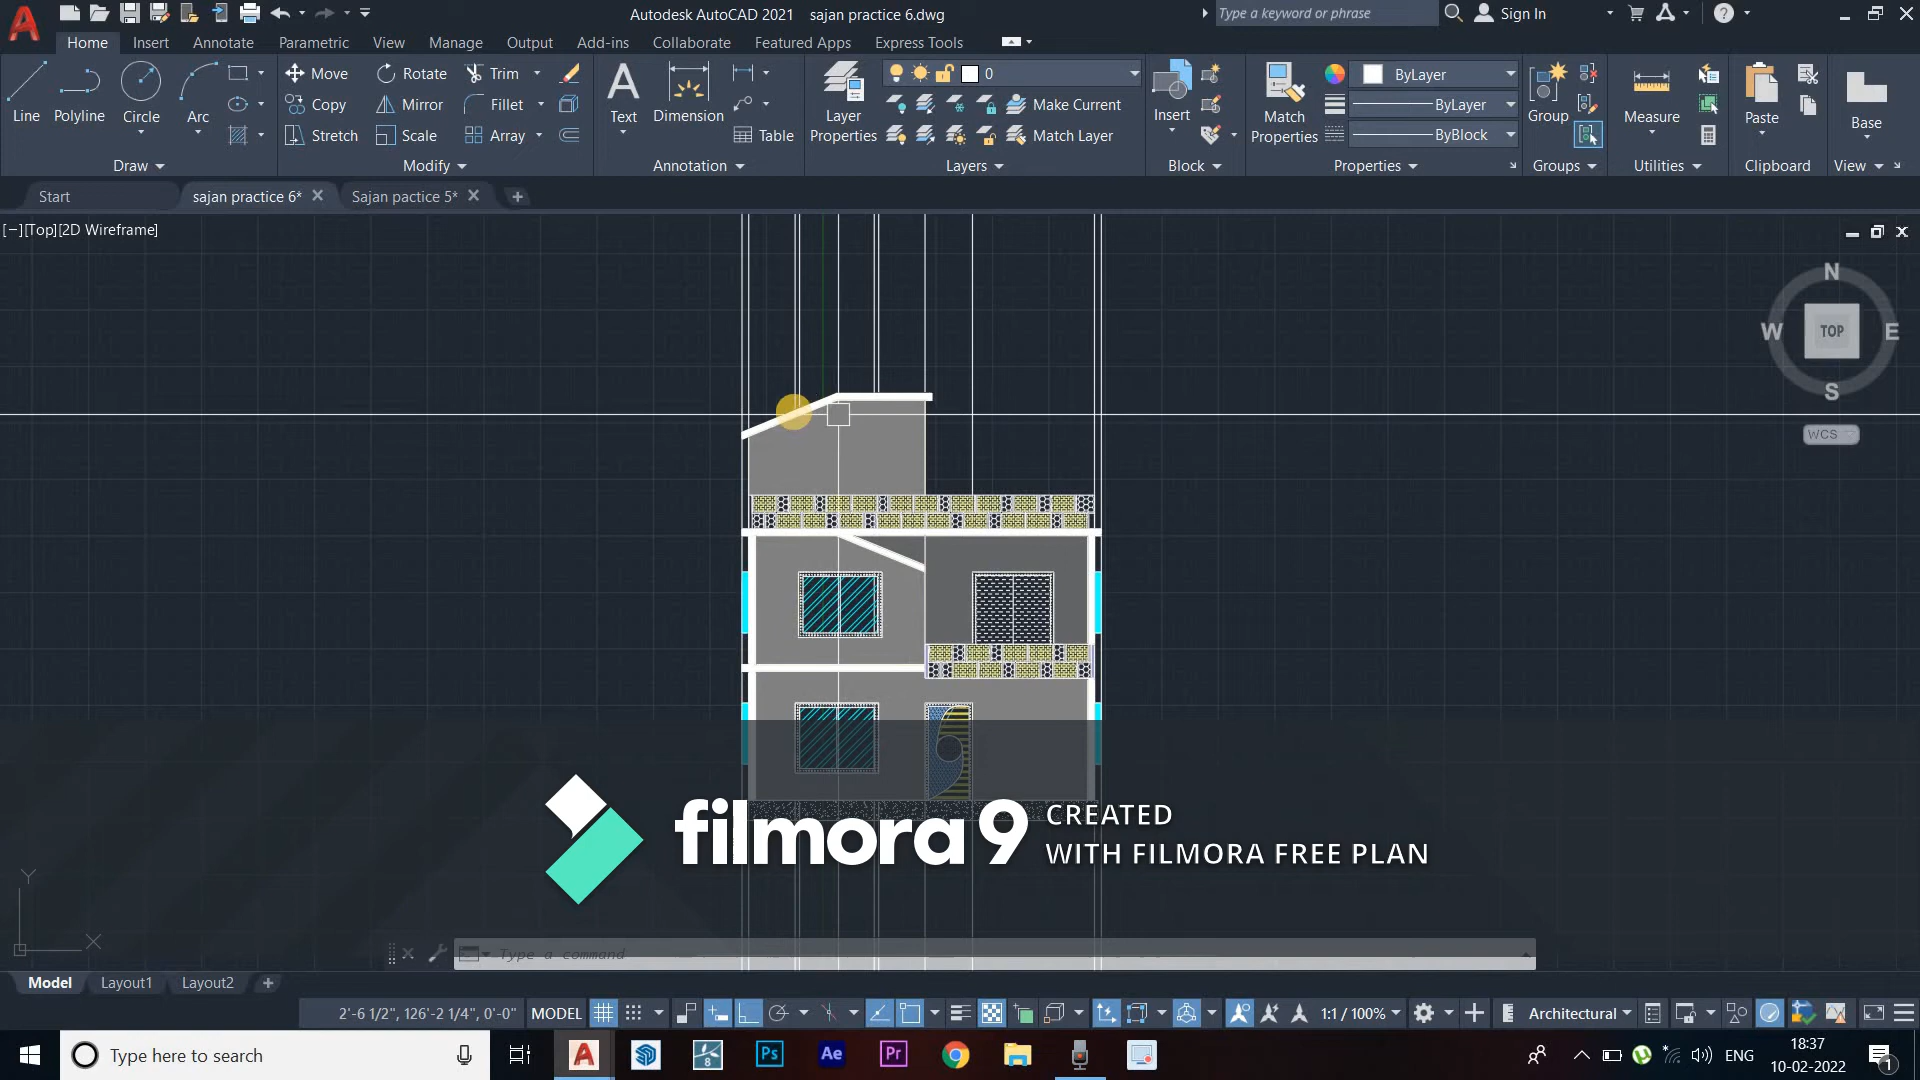 Autodesk AutoCAD 2021 sajan practice 6.dwg
Type a keyword or phrase
Sign In
Home Insert Annotate Parametric View Manage Output Add-ins Collaborate Featured Apps Express Tools
Line Polyline Circle Arc
Move Rotate Trim
Copy Mirror Fillet
Stretch Scale Array
Text Dimension Table
Layer Properties
0
Make Current
Match Layer
Insert
Match Properties
ByLayer
ByLayer
ByBlock
Group Measure Paste Base
Draw Modify Annotation Layers Block Properties Groups Utilities Clipboard View
Start sajan practice 6* Sajan pactice 5*
[−][Top][2D Wireframe]
N
W TOP E
S
WCS
filmora 9 CREATED
WITH FILMORA FREE PLAN
Y
X
Type a command
Model Layout1 Layout2
2'-6 1/2", 126'-2 1/4", 0'-0" MODEL 1:1 / 100% Architectural
Type here to search
8 Ps Ae Pr
ENG
18:37
10-02-2022
1